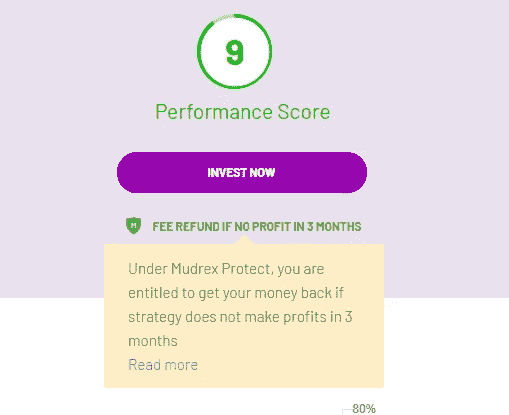 9
Performance Score
INVEST NOW
M
FEE REFUND IF NO PROFIT IN 3 MONTHS
Under Mudrex Protect, you are
entitled to get your money back if
strategy does not make profits in 3
months
Read more
80%